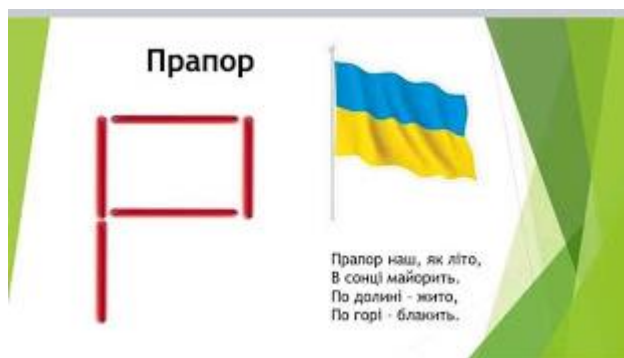 Прапор
Прапор наш, як літо,
В сонці майорить.
По долині - жито,
По горі - блакить.